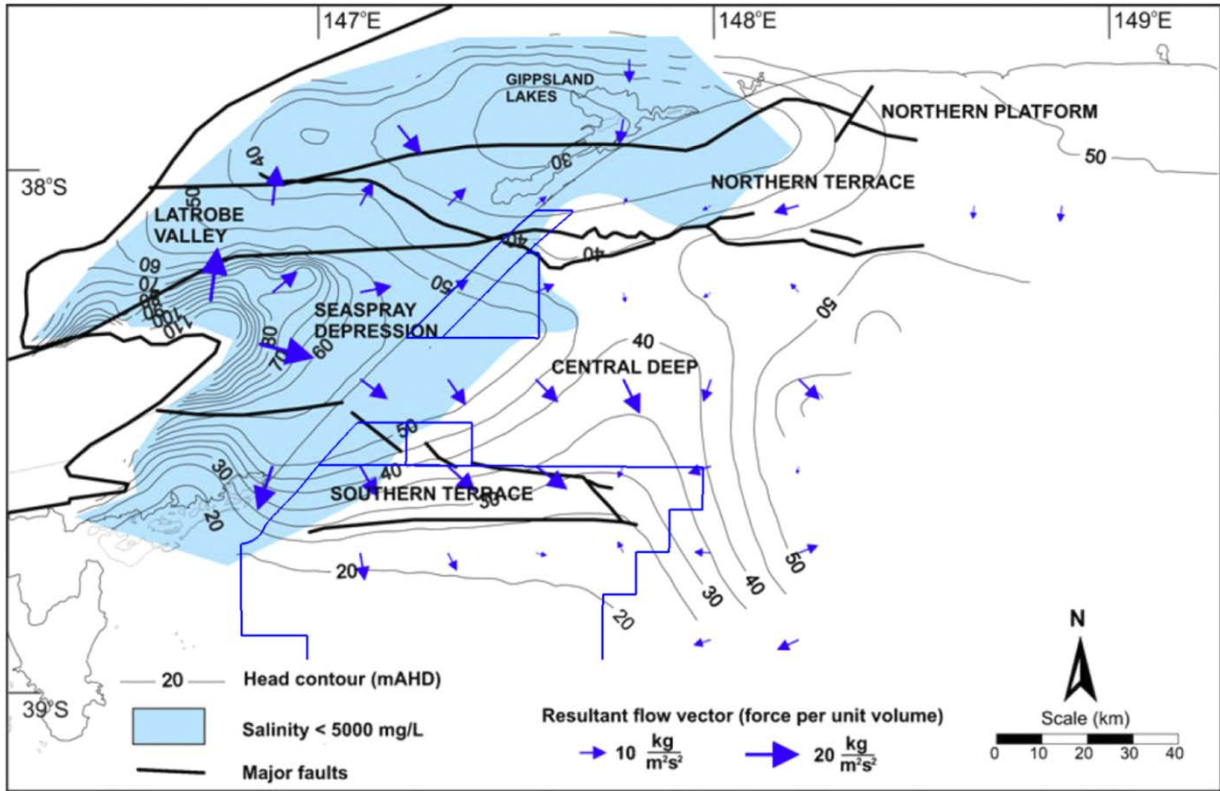 147°E
148°E
149°E
GIPPSLAND
LAKES
NORTHERN PLATFORM
50
38°S
40
30
50
NORTHERN TERRACE
LATROBE
VALLEY
40
40
60
70
50
110
SEASPRAY
DEPRESSION
50
80
70
60
40
CENTRAL DEEP
50
30
40
SOUTHERN TERRACE
30
20
20
50
40
30
20
N
39°S
20 Head contour (mAHD)
Salinity < 5000 mg/L
Major faults
Resultant flow vector (force per unit volume)
10 kg/m²s²
20 kg/m²s²
Scale (km)
0 10 20 30 40